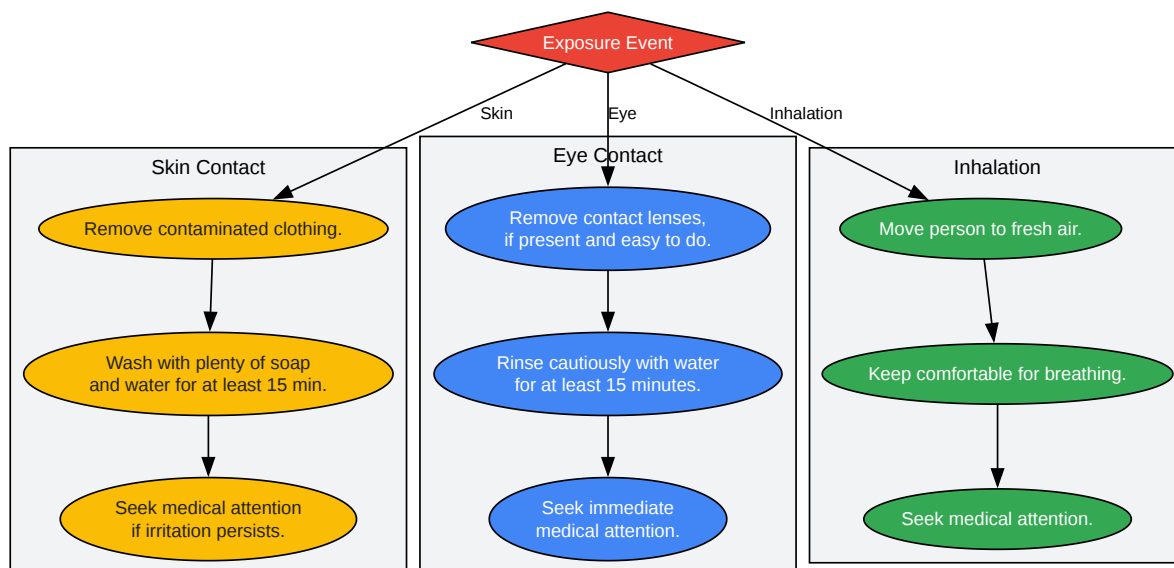 Exposure Event
Skin
Eye
Inhalation
Skin Contact
Remove contaminated clothing.
Wash with plenty of soap
and water for at least 15 min.
Seek medical attention
if irritation persists.
Eye Contact
Remove contact lenses,
if present and easy to do.
Rinse cautiously with water
for at least 15 minutes.
Seek immediate
medical attention.
Inhalation
Move person to fresh air.
Keep comfortable for breathing.
Seek medical attention.